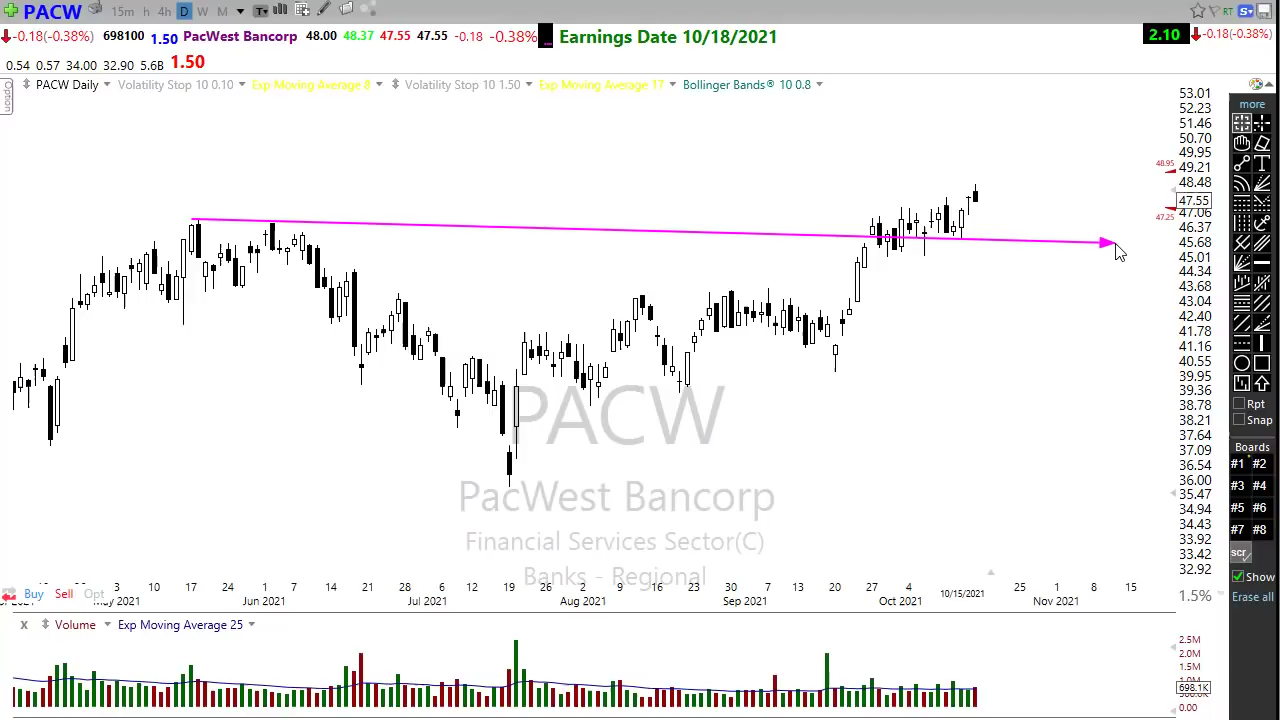 PACW 15m h 4h D W M T RT S
-0.18(-0.38%) 698100 1.50 PacWest Bancorp 48.00 48.37 47.55 47.55 -0.18 -0.38% Earnings Date 10/18/2021 2.10 -0.18(-0.38%)
0.54 0.57 34.00 32.90 5.6B 1.50
Option
PACW Daily Volatility Stop 10 0.10 Exp Moving Average 8 Volatility Stop 10 1.50 Exp Moving Average 17 Bollinger Bands® 10 0.8
53.01
52.23
51.46
50.70
49.95
49.21
48.95
48.48
47.55
47.25
47.06
46.37
45.68
45.01
44.34
43.68
43.04
42.40
41.78
41.16
40.55
39.95
39.36
38.78
38.21
37.64
37.09
36.54
36.00
35.47
34.94
34.43
33.92
33.42
32.92
more
T
Rpt
Snap
Boards
#1 #2
#3 #4
#5 #6
#7 #8
scr
Show
Erase all
PACW
PacWest Bancorp
Financial Services Sector(C)
Banks - Regional
3 10 17 24 1 7 14 21 28 6 12 19 26 2 9 16 23 30 7 13 20 27 4 25 1 8 15
Buy Sell Opt
May 2021 Jun 2021 Jul 2021 Aug 2021 Sep 2021 Oct 2021 10/15/2021 Nov 2021
1.5%
x Volume Exp Moving Average 25
2.5M
2.0M
1.5M
1.0M
698.1K
0.00